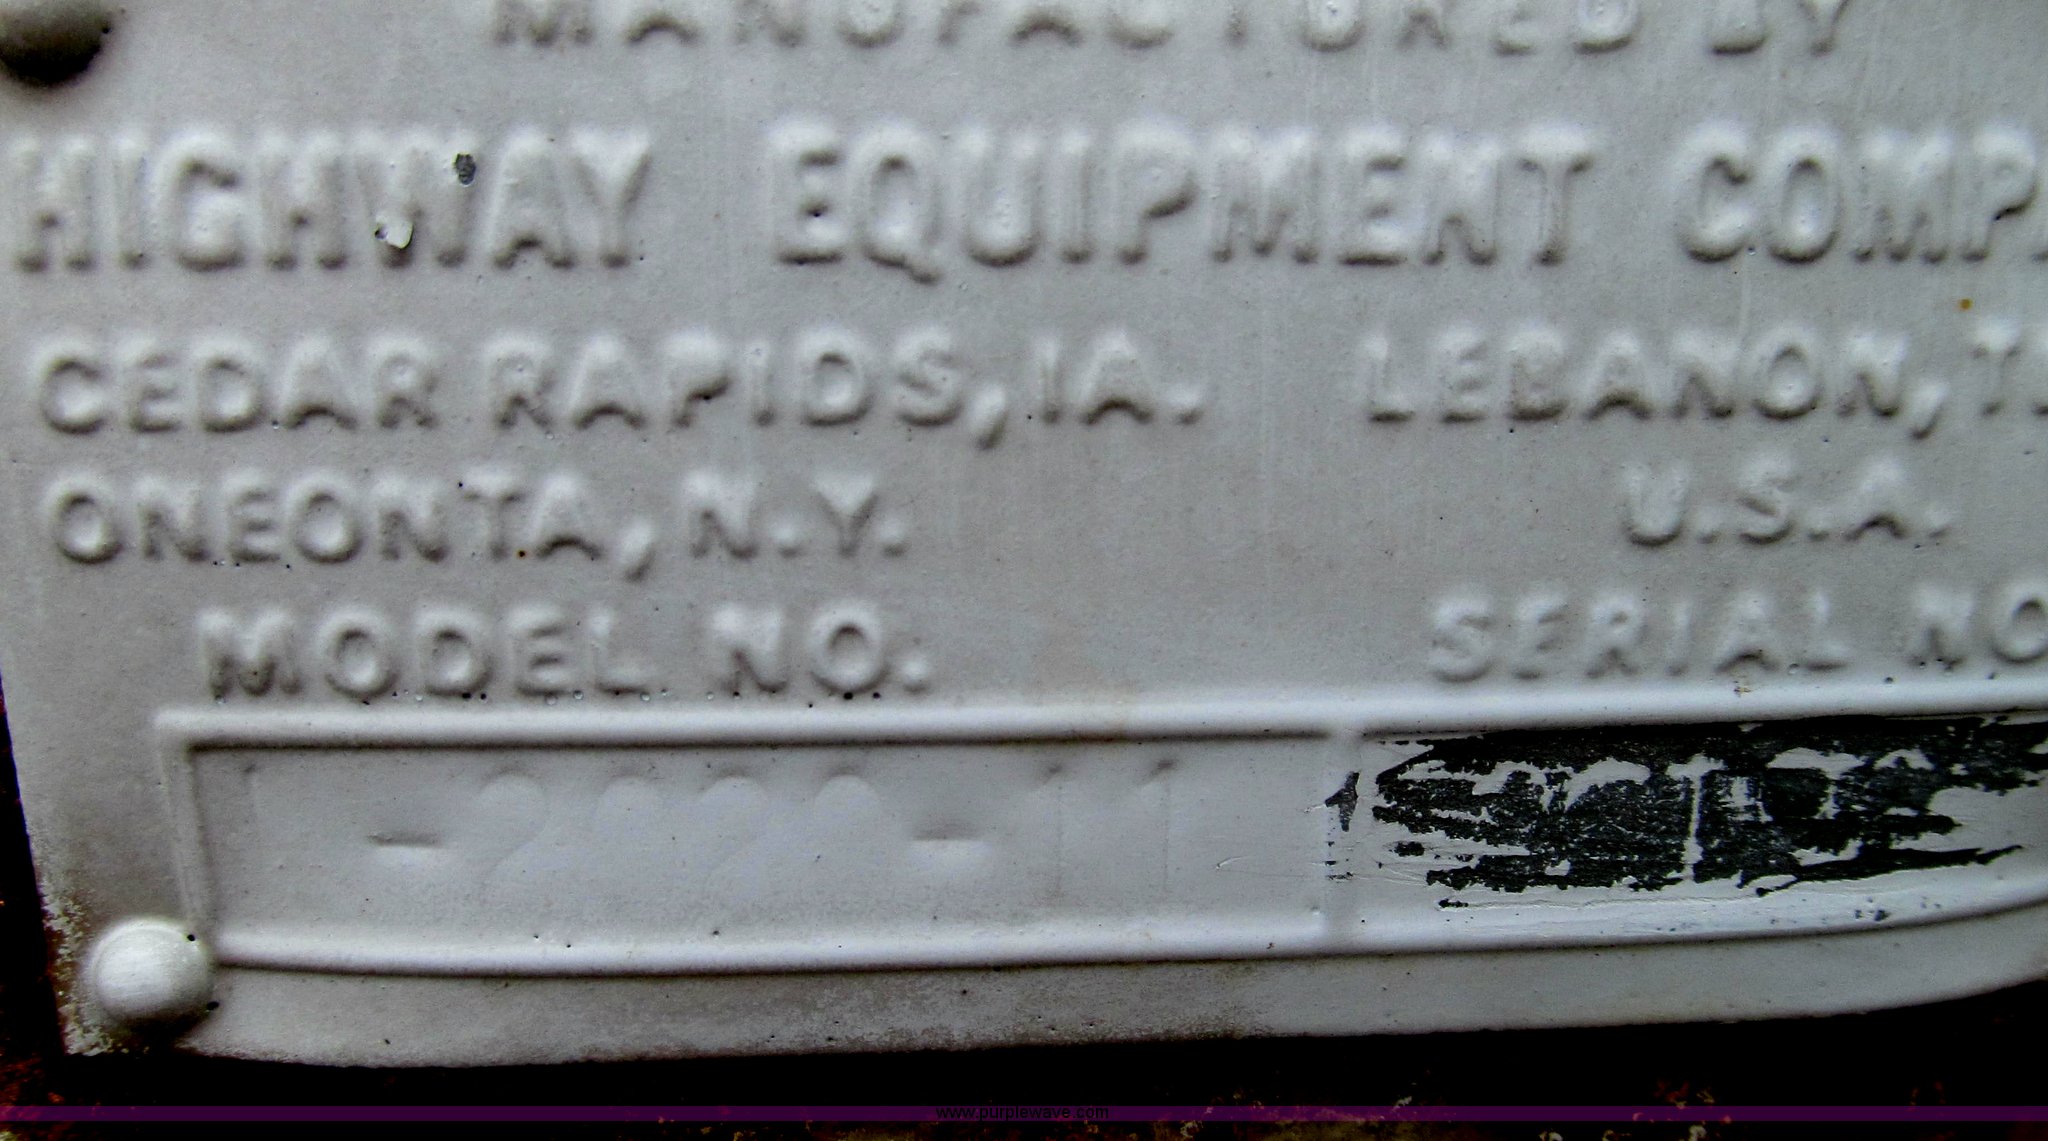 MANUFACTURED BY
HIGHWAY EQUIPMENT COMP
CEDAR RAPIDS, IA. LEBANON, T
ONEONTA, N.Y. U.S.A.
MODEL NO. SERIAL NO
www.purplewave.com